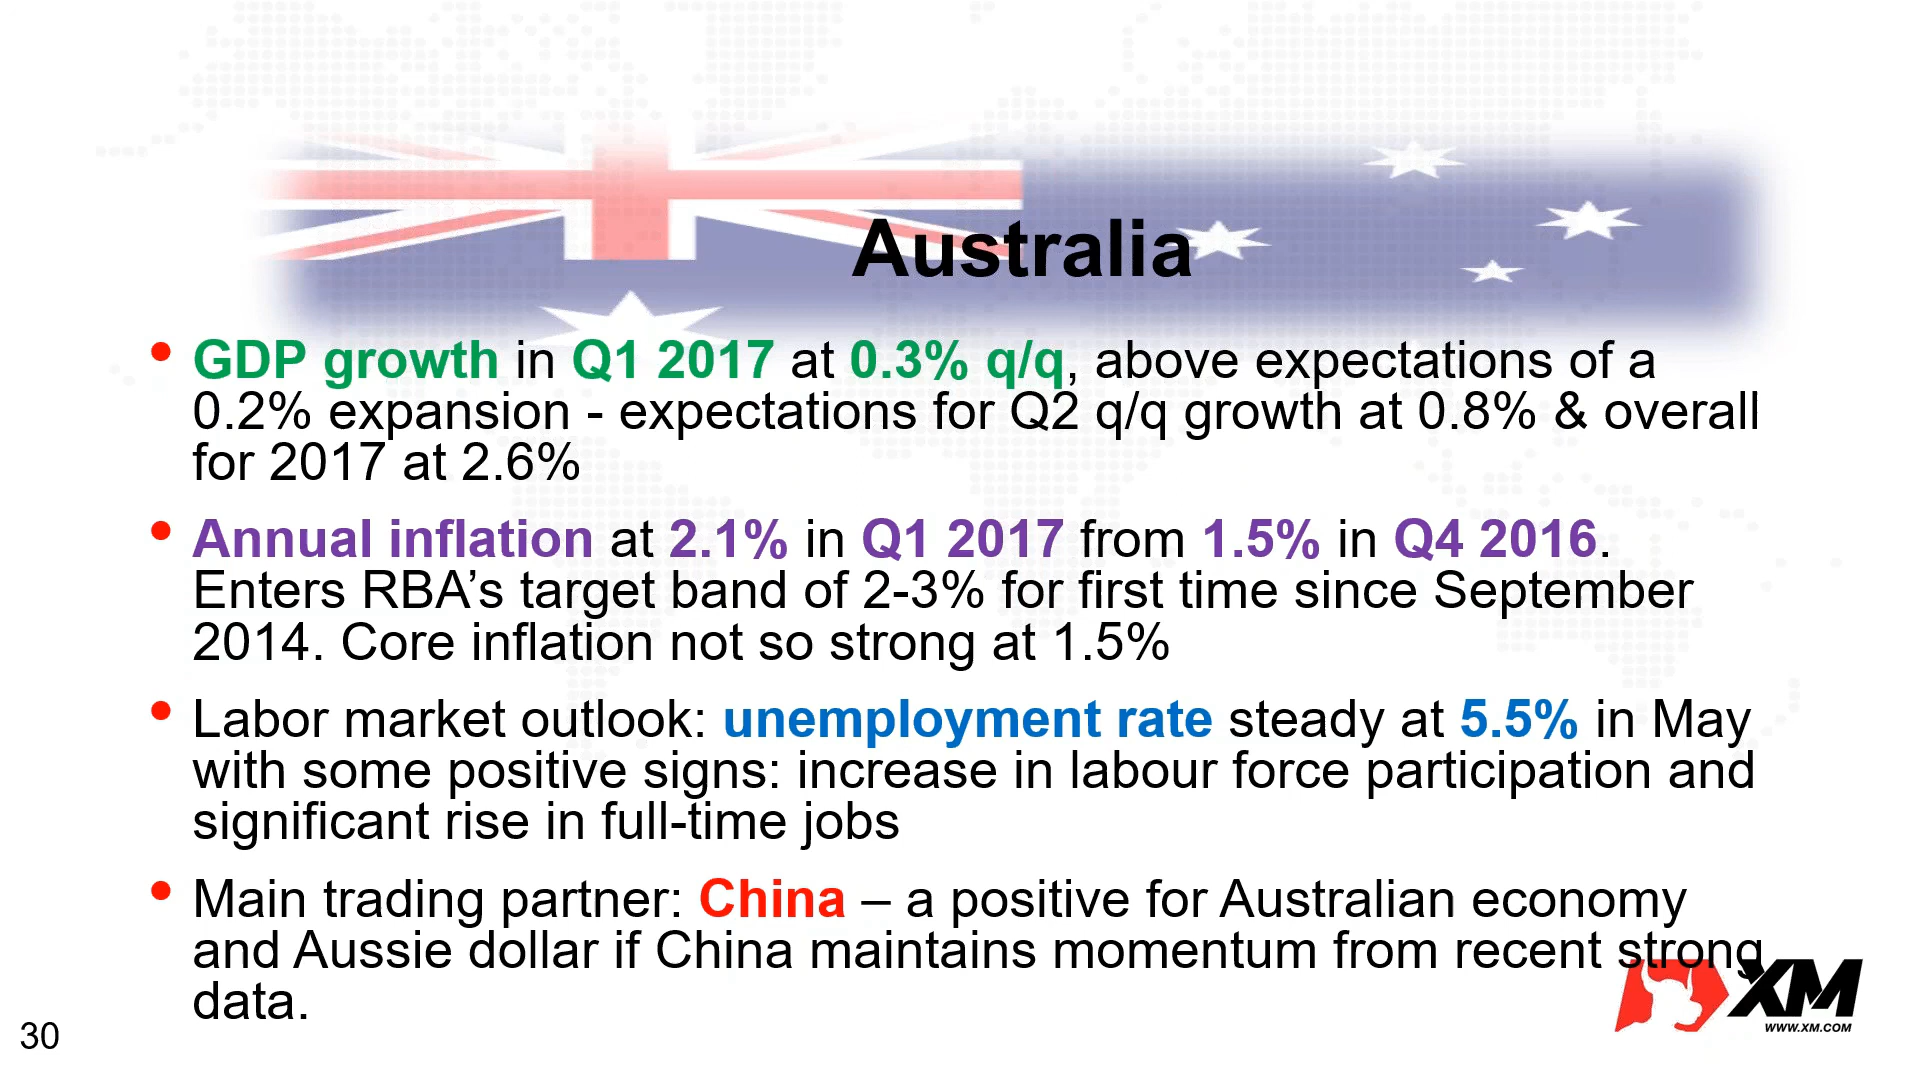 Australia
• GDP growth in Q1 2017 at 0.3% q/q, above expectations of a
0.2% expansion - expectations for Q2 q/q growth at 0.8% & overall
for 2017 at 2.6%
• Annual inflation at 2.1% in Q1 2017 from 1.5% in Q4 2016.
Enters RBA’s target band of 2-3% for first time since September
2014. Core inflation not so strong at 1.5%
• Labor market outlook: unemployment rate steady at 5.5% in May
with some positive signs: increase in labour force participation and
significant rise in full-time jobs
• Main trading partner: China – a positive for Australian economy
and Aussie dollar if China maintains momentum from recent strong
data.
XM
WWW.XM.COM
30